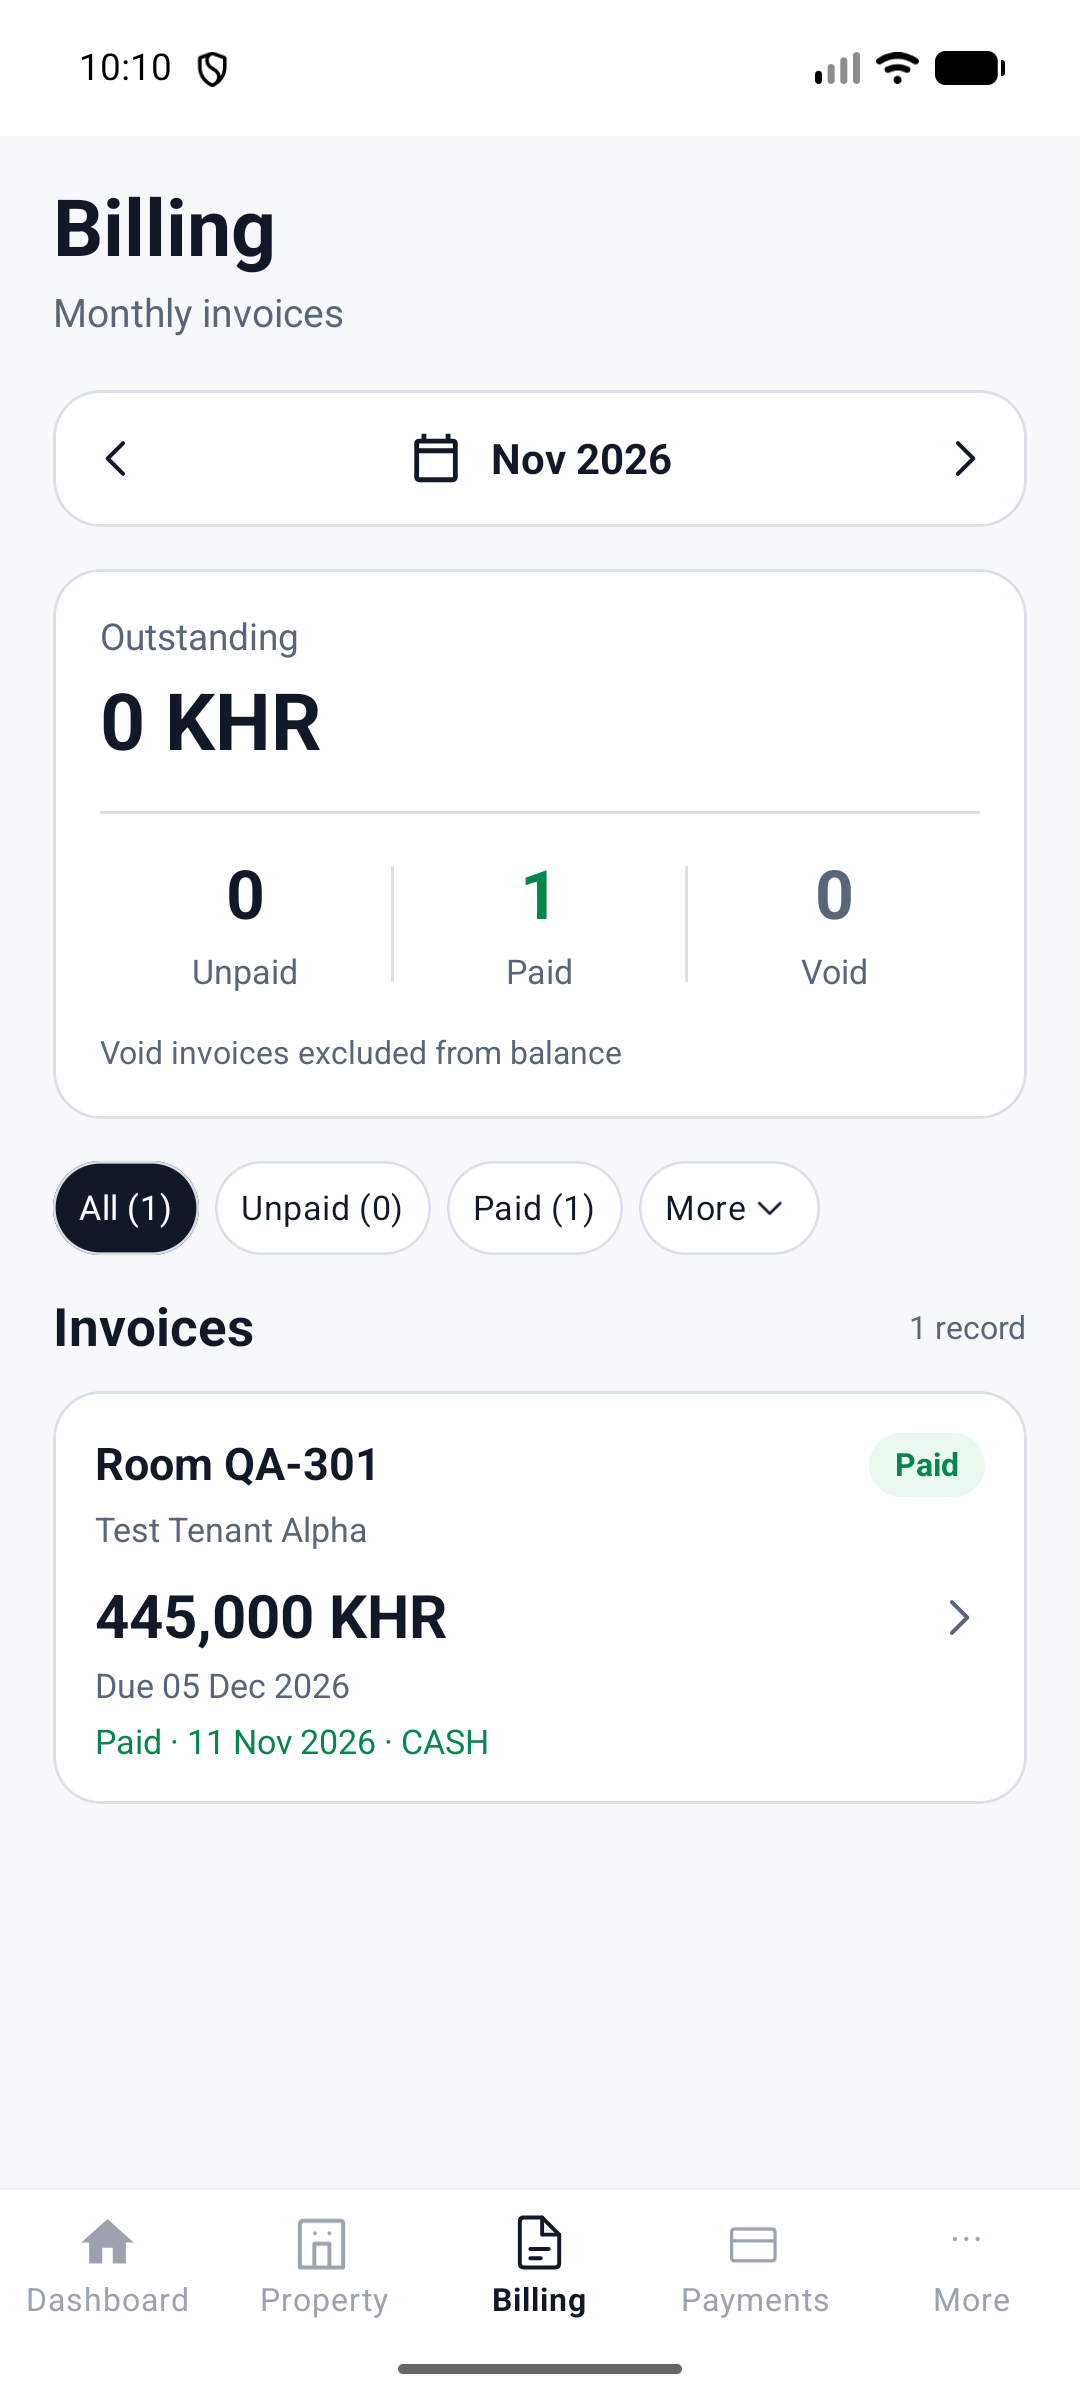 10:10
Billing
Monthly invoices
Nov 2026
Outstanding
0 KHR
0
1
0
Unpaid
Paid
Void
Void invoices excluded from balance
All (1)
Unpaid (0)
Paid (1)
More
Invoices
1 record
Room QA-301
Paid
Test Tenant Alpha
445,000 KHR
Due 05 Dec 2026
Paid · 11 Nov 2026 · CASH
Dashboard
Property
Billing
Payments
More